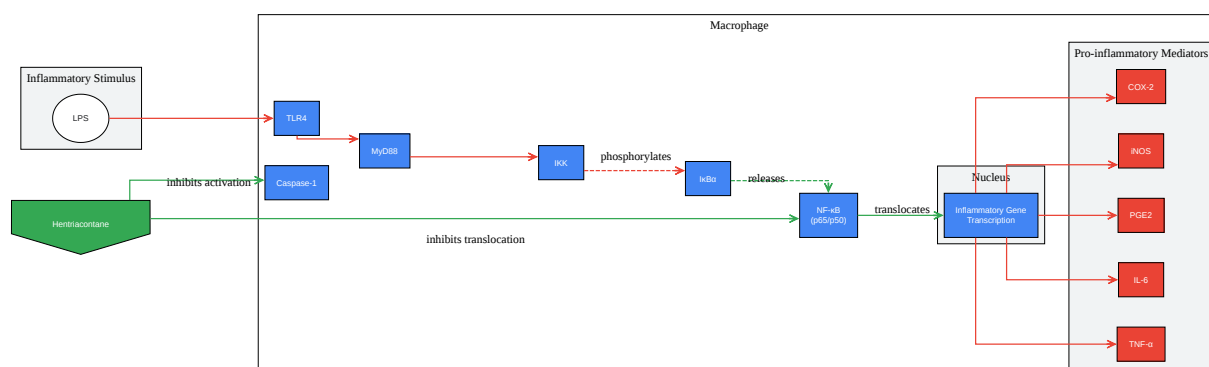 Macrophage
Pro-inflammatory Mediators
Inflammatory Stimulus
LPS
TLR4
MyD88
IKK
phosphorylates
IκBα
releases
Caspase-1
inhibits activation
Hentriacontane
inhibits translocation
NF-κB
(p65/p50)
translocates
Nucleus
Inflammatory Gene
Transcription
COX-2
iNOS
PGE2
IL-6
TNF-α